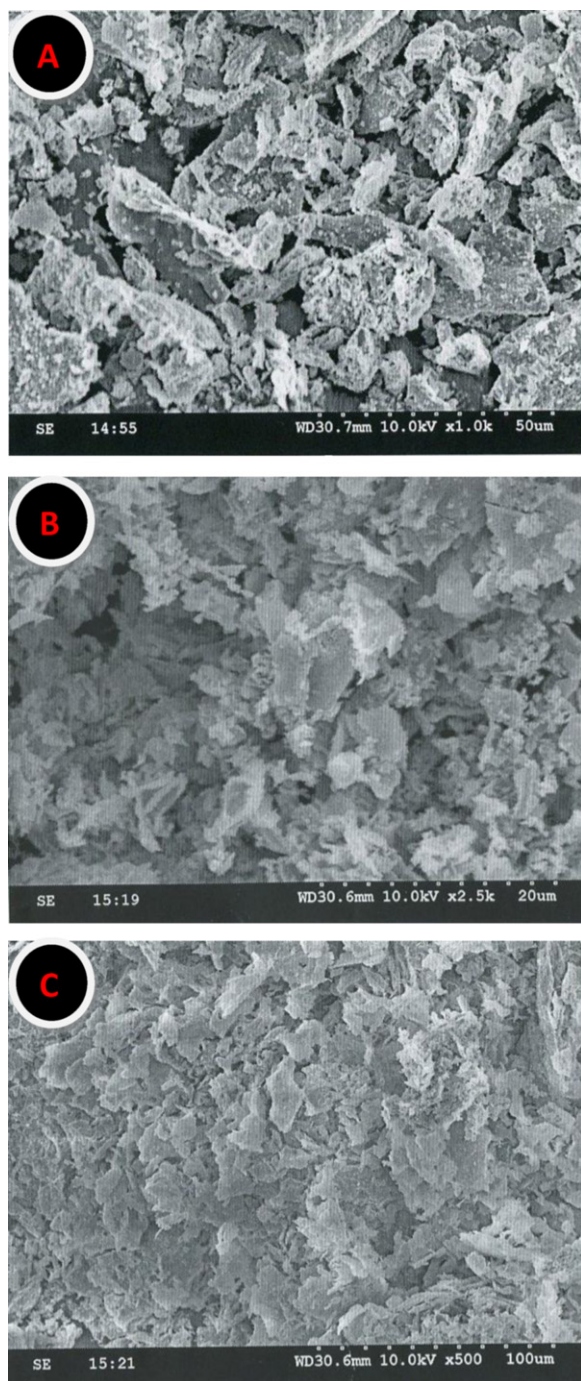 A
SE 14:55 WD30.7mm 10.0kV x1.0k 50um
B
SE 15:19 WD30.6mm 10.0kV x2.5k 20um
C
SE 15:21 WD30.6mm 10.0kV x500 100um